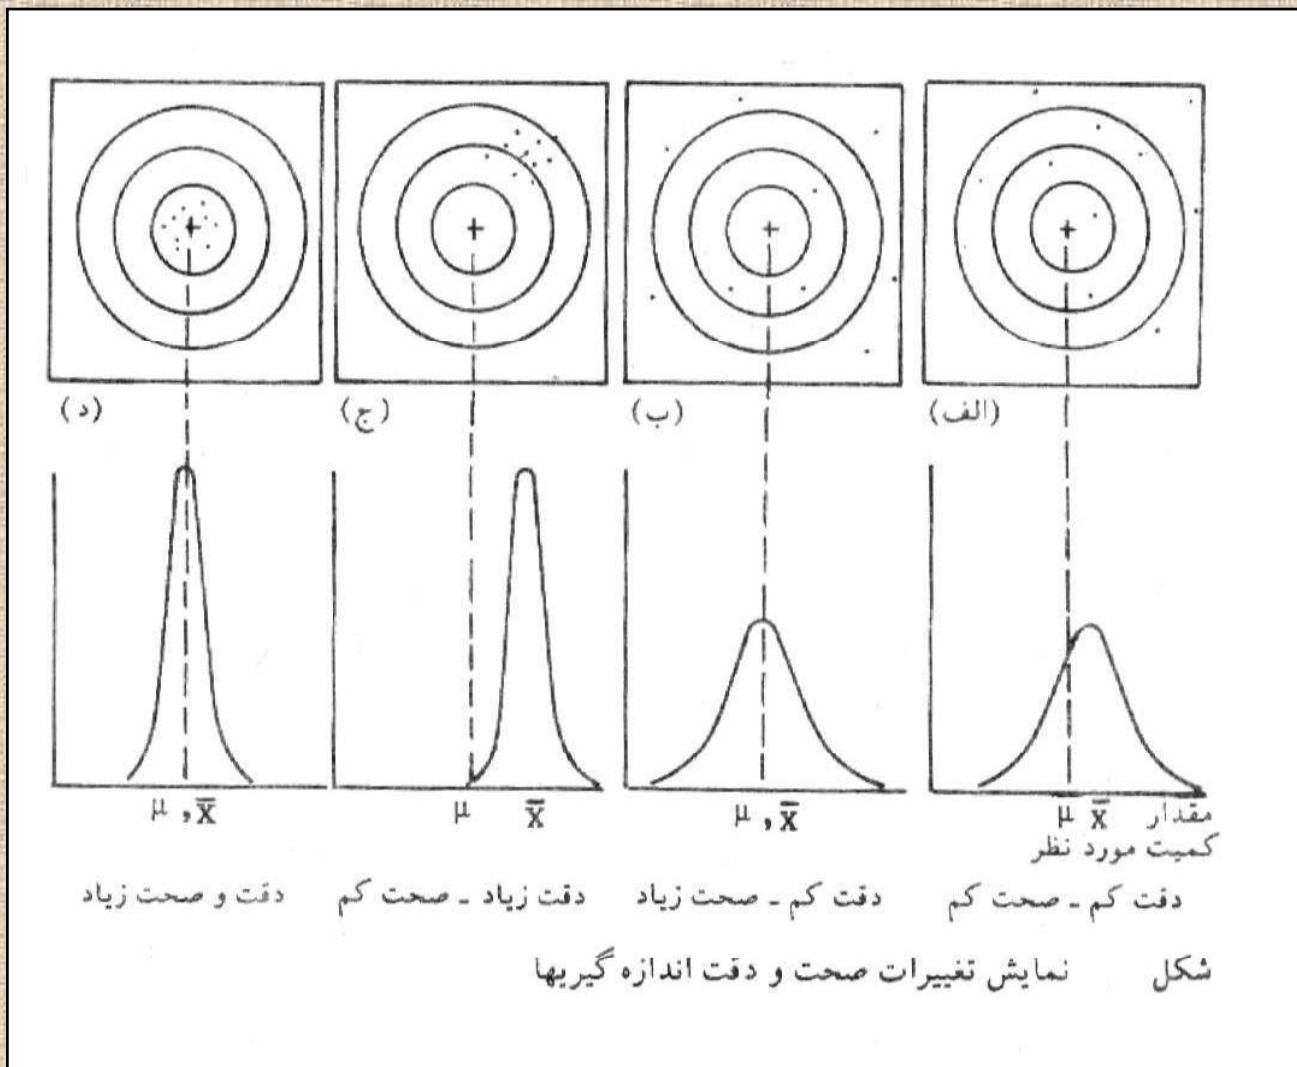 (الف) (ب) (ج) (د)
μ x̄ مقدار
μ , x̄
μ x̄
μ , x̄
کمیت مورد نظر
دقت کم ـ صحت کم
دقت کم ـ صحت زیاد
دقت زیاد ـ صحت کم
دقت و صحت زیاد
شکل نمایش تغییرات صحت و دقت اندازه گیریها